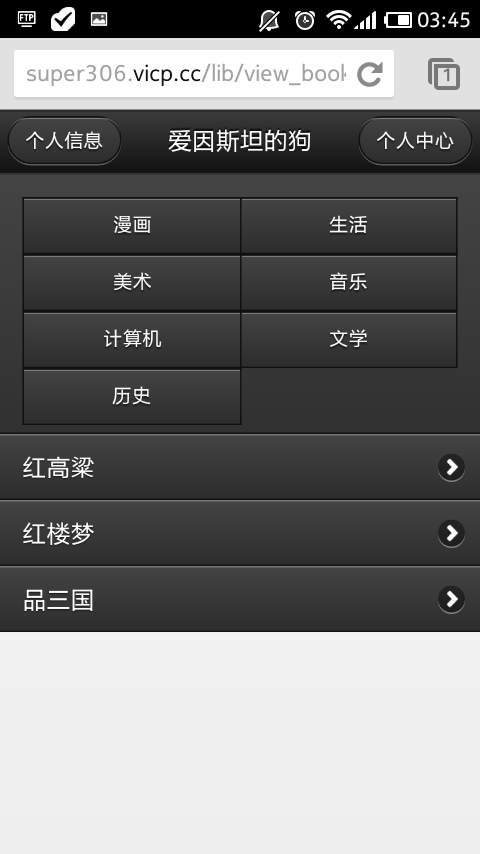 FTP
03:45
super306.vicp.cc/lib/view_book
1
个人信息
爱因斯坦的狗
个人中心
漫画
生活
美术
音乐
计算机
文学
历史
红高粱
红楼梦
品三国